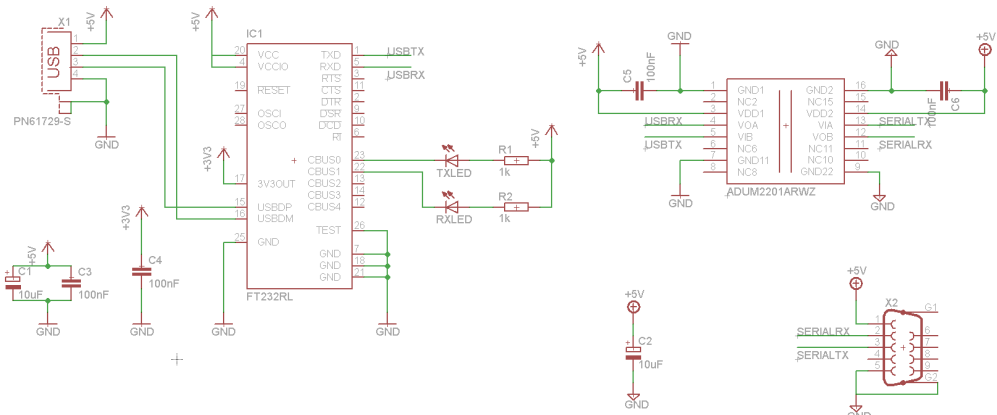 X1
+5V
USB
1
2
3
4
PN61729-S
GND
+5V
IC1
20 VCC TXD 1 USBTX
4 VCCIO RXD 5 USBRX
RTS 3
19 RESET CTS 11
DTR 2
27 OSCI DSR 9
28 OSCO DCD 10
RI 6
+3V3
CBUS0 23
CBUS1 22
17 3V3OUT CBUS2 13
CBUS3 14
15 USBDP CBUS4 12
16 USBDM
TEST 26
25 GND
GND 7
GND 18
GND 21
FT232RL
GND
GND
TXLED
RXLED
R1
1k
R2
1k
+5V
+5V
C1
10uF
C3
100nF
GND
+3V3
C4
100nF
GND
+5V
C5
100nF
GND
GND
+5V
100nF
C6
1 GND1 GND2 16
2 NC2 NC15 15
3 VDD1 VDD2 14
USBRX 4 VOA VIA 13 SERIALTX
USBTX 5 VIB VOB 12 SERIALRX
6 NC6 NC11 11
7 GND11 NC10 10
8 NC8 GND22 9
ADUM2201ARWZ
GND
GND
+5V
C2
10uF
GND
+5V
X2
G1
1
SERIALRX 2 6
SERIALTX 3 7
4 8
5 9
G2
GND